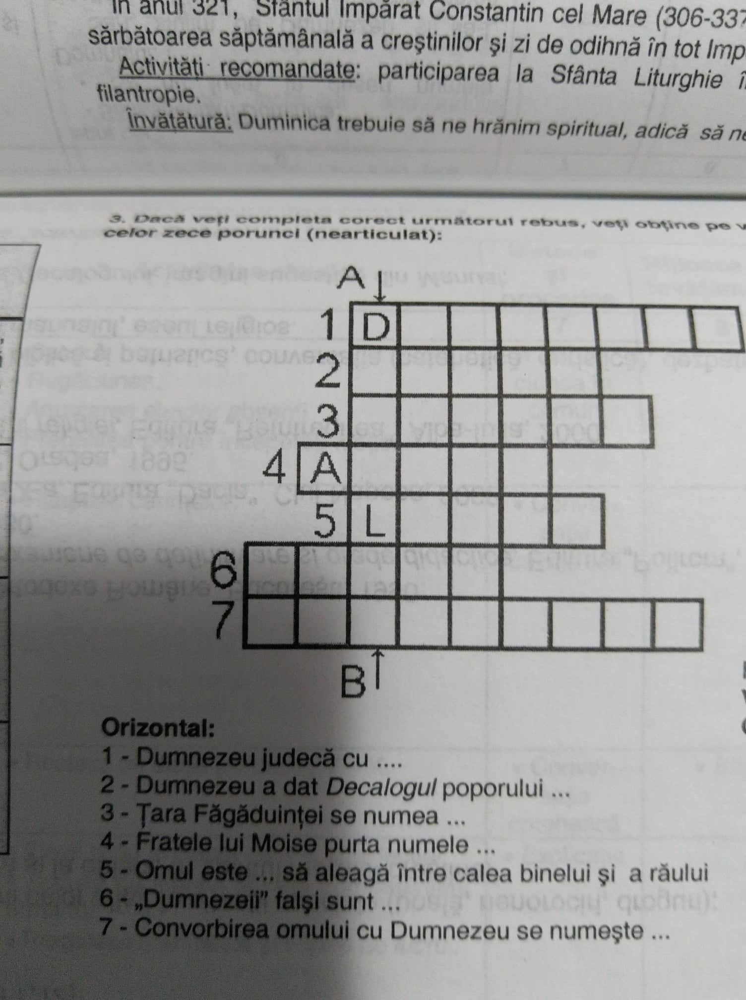 În anul 321, Sfântul Împărat Constantin cel Mare (306-337
sărbătoarea săptămânală a creştinilor şi zi de odihnă în tot Imp
Activităţi recomandate: participarea la Sfânta Liturghie
filantropie.
Învăţătură: Duminica trebuie să ne hrănim spiritual, adică să ne
3. Dacă veţi completa corect următorul rebus, veţi obţine pe v
celor zece porunci (nearticulat):
A
1 D
2
3
4 A
5 L
6
7
B
Orizontal:
1 - Dumnezeu judecă cu ....
2 - Dumnezeu a dat Decalogul poporului ...
3 - Ţara Făgăduinţei se numea ...
4 - Fratele lui Moise purta numele ...
5 - Omul este ... să aleagă între calea binelui şi a răului
6 - „Dumnezeii” falşi sunt ...
7 - Convorbirea omului cu Dumnezeu se numeşte ...